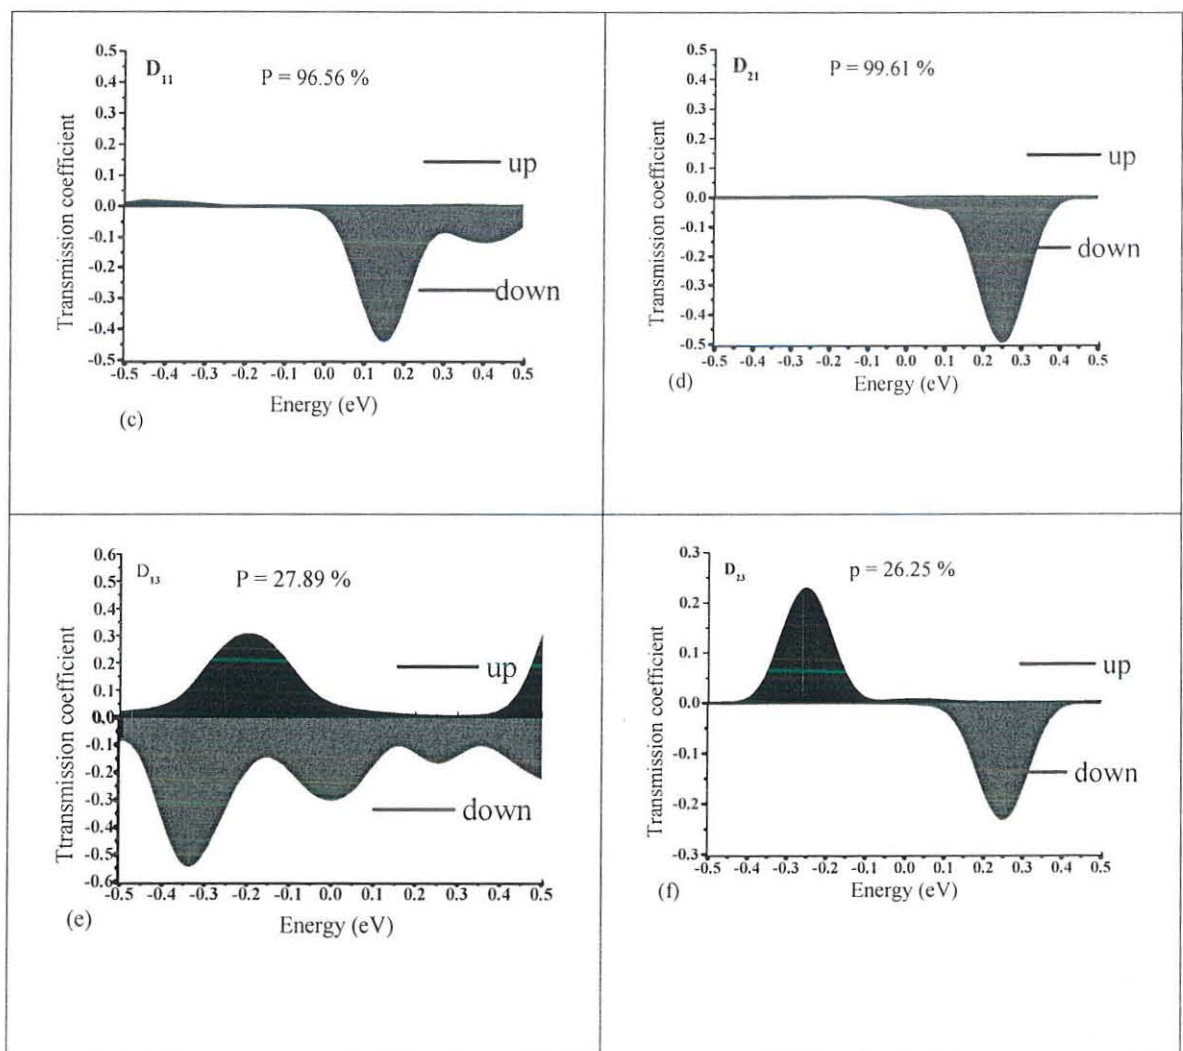 D11 P = 96.56 %
0.5
0.4
0.3
0.2
0.1
0.0
-0.1
-0.2
-0.3
-0.4
-0.5
Transmission coefficient
up
down
-0.5 -0.4 -0.3 -0.2 -0.1 0.0 0.1 0.2 0.3 0.4 0.5
Energy (eV)
(c)
D21 P = 99.61 %
0.5
0.4
0.3
0.2
0.1
0.0
-0.1
-0.2
-0.3
-0.4
-0.5
Transmission coefficient
up
down
-0.5 -0.4 -0.3 -0.2 -0.1 0.0 0.1 0.2 0.3 0.4 0.5
Energy (eV)
(d)
D13 P = 27.89 %
0.6
0.5
0.4
0.3
0.2
0.1
0.0
-0.1
-0.2
-0.3
-0.4
-0.5
-0.6
Ttransmission coefficient
up
down
-0.5 -0.4 -0.3 -0.2 -0.1 0.0 0.1 0.2 0.3 0.4 0.5
Energy (eV)
(e)
D23 p = 26.25 %
0.3
0.2
0.1
0.0
-0.1
-0.2
-0.3
Transmission coefficient
up
down
-0.5 -0.4 -0.3 -0.2 -0.1 0.0 0.1 0.2 0.3 0.4 0.5
Energy (eV)
(f)